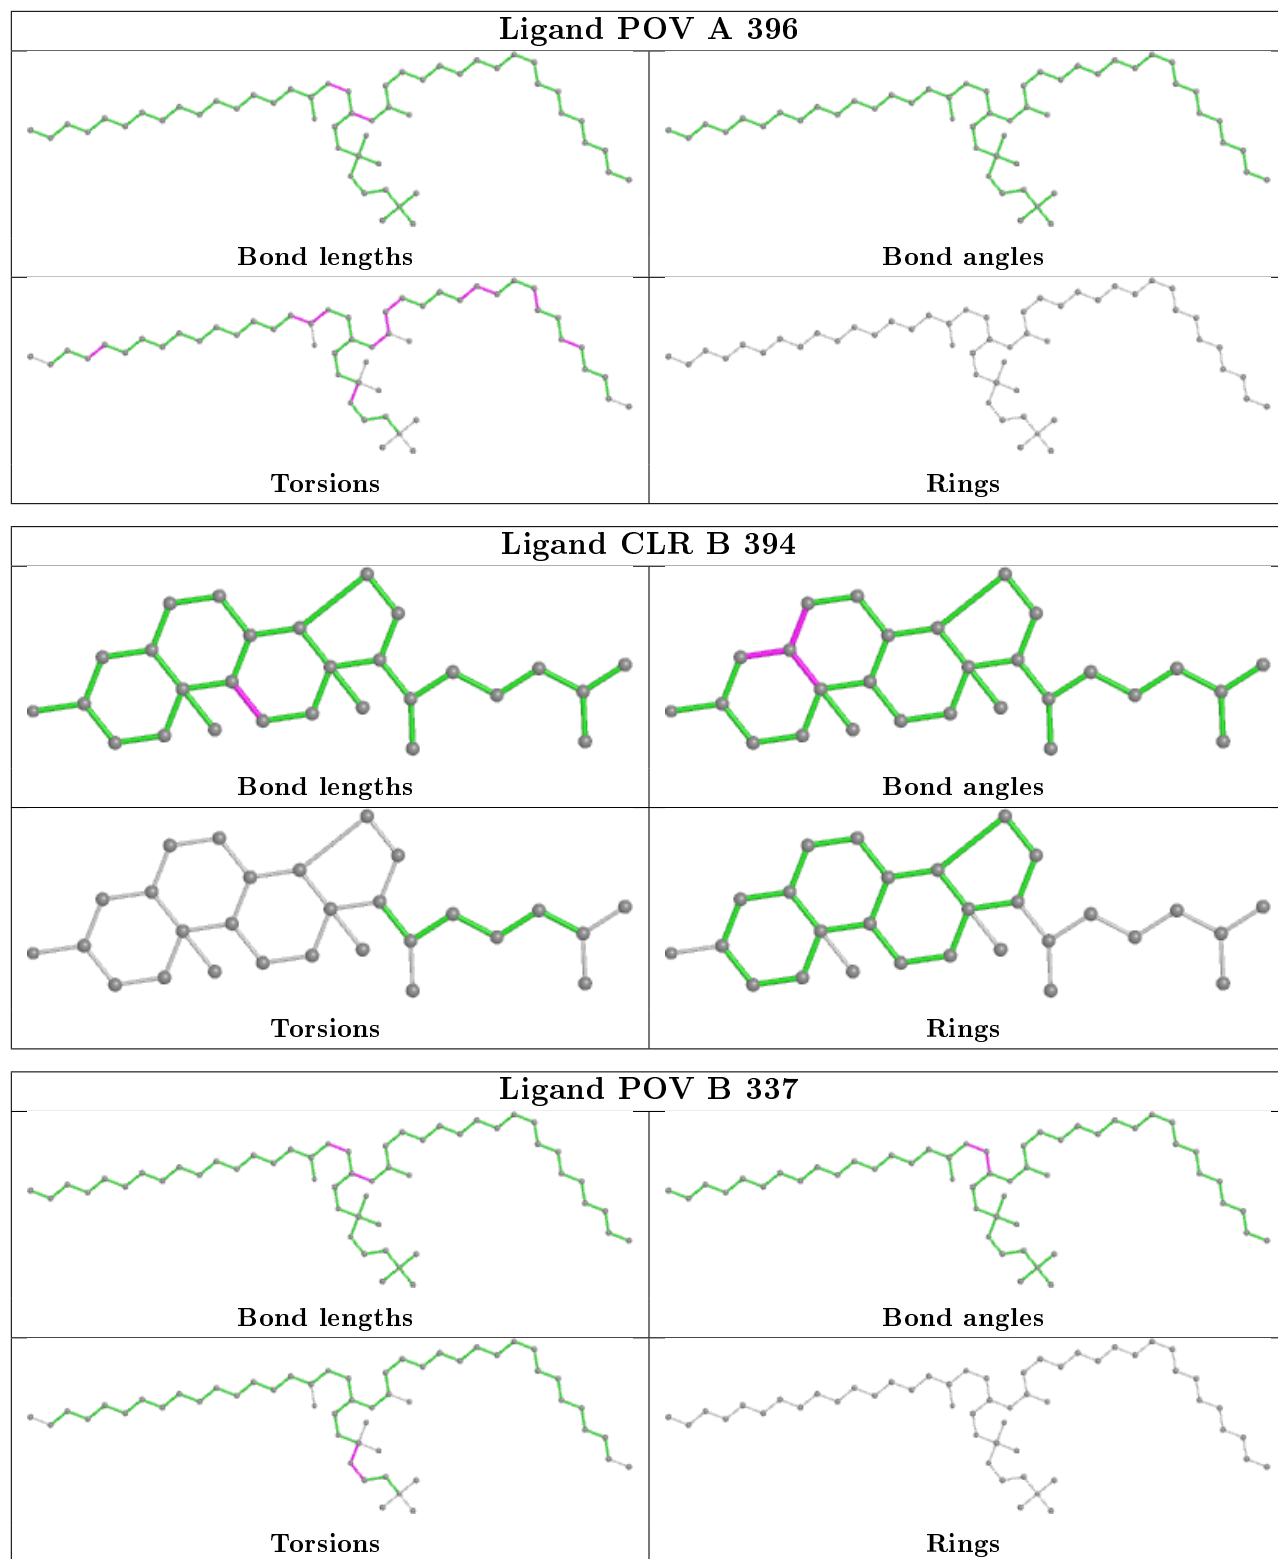 Ligand POV A 396
Bond lengths
Bond angles
Torsions
Rings
Ligand CLR B 394
Bond lengths
Bond angles
Torsions
Rings
Ligand POV B 337
Bond lengths
Bond angles
Torsions
Rings